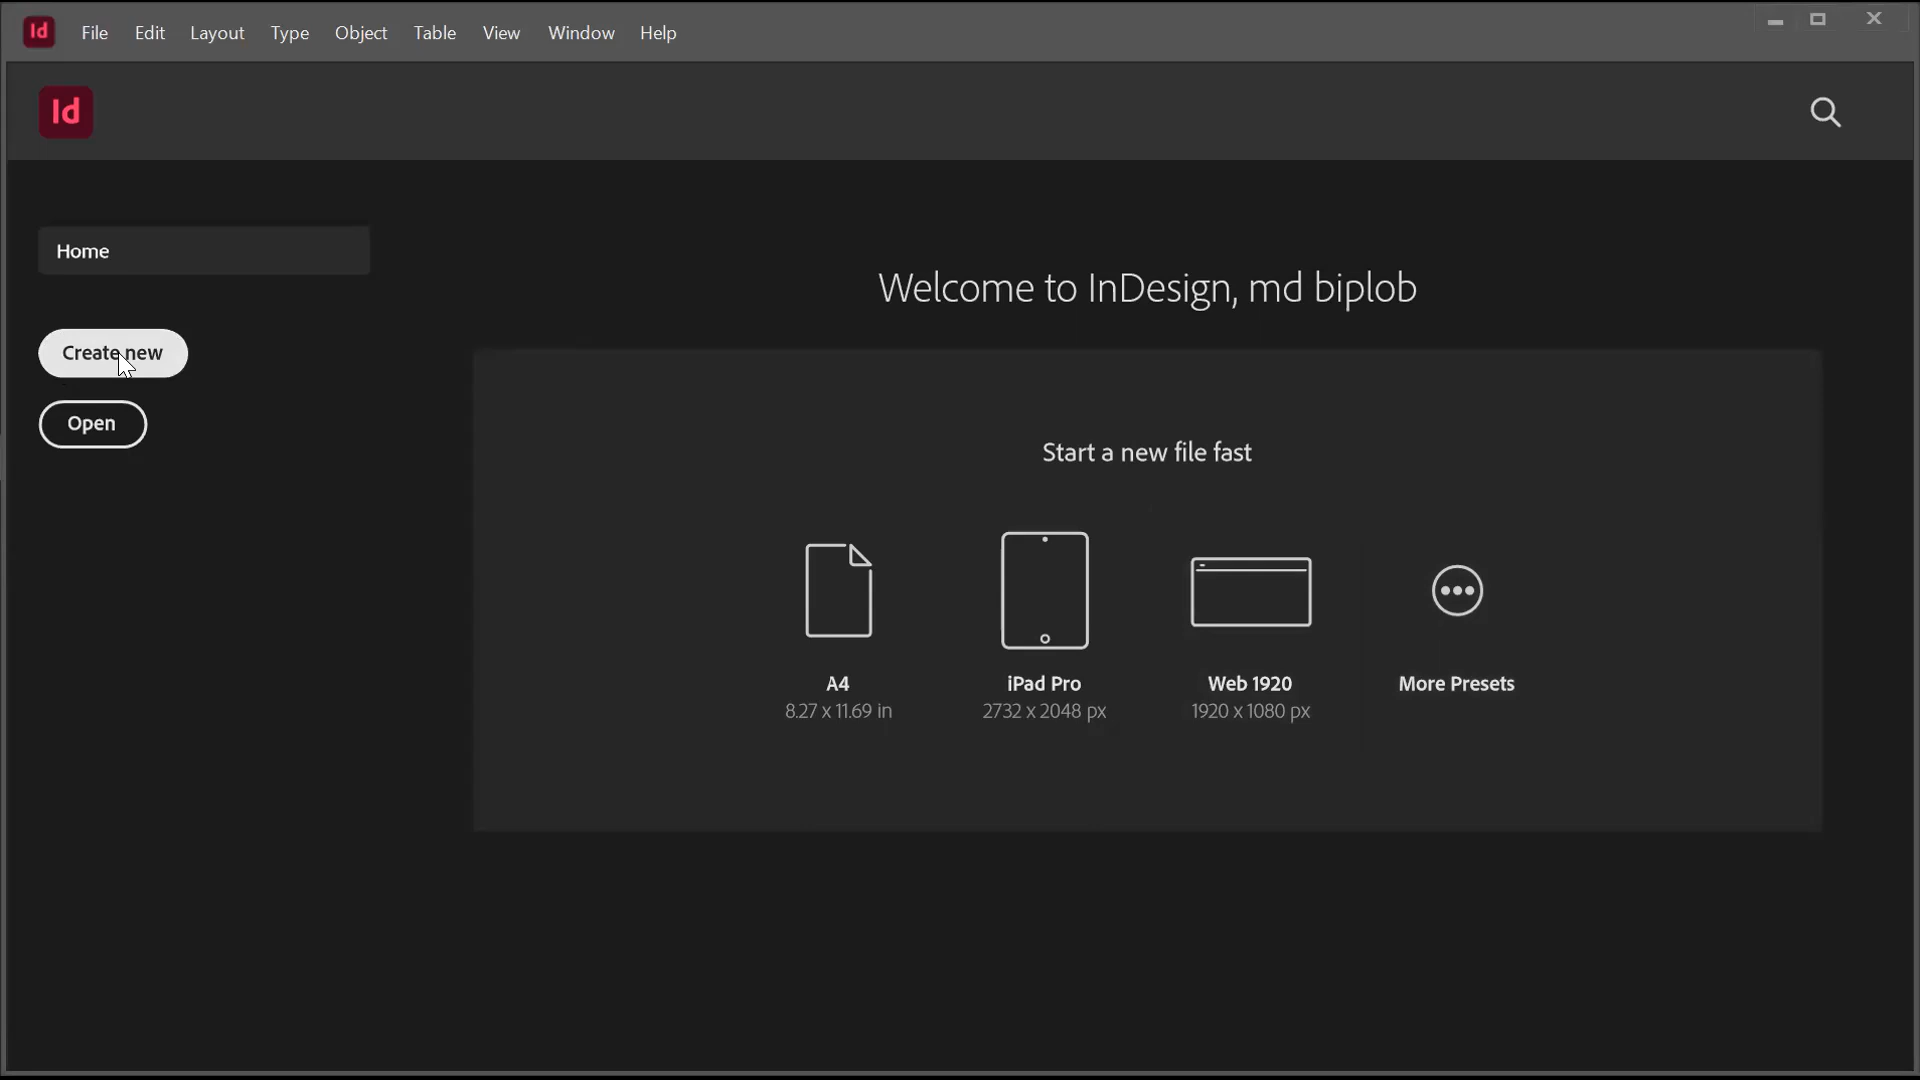 Id File Edit Layout Type Object Table View Window Help
Id
Home
Welcome to InDesign, md biplob
Create new
Open
Start a new file fast
A4 iPad Pro Web 1920 More Presets
8.27 x 11.69 in 2732 x 2048 px 1920 x 1080 px